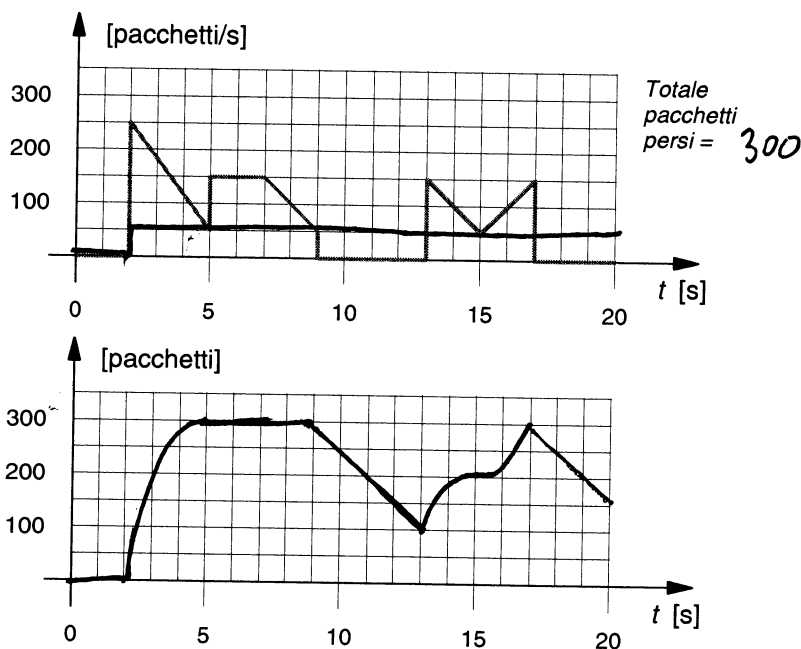 [pacchetti/s]
300
200
100
Totale
pacchetti
persi = 300
0 5 10 15 20
t [s]
[pacchetti]
300
200
100
0 5 10 15 20
t [s]